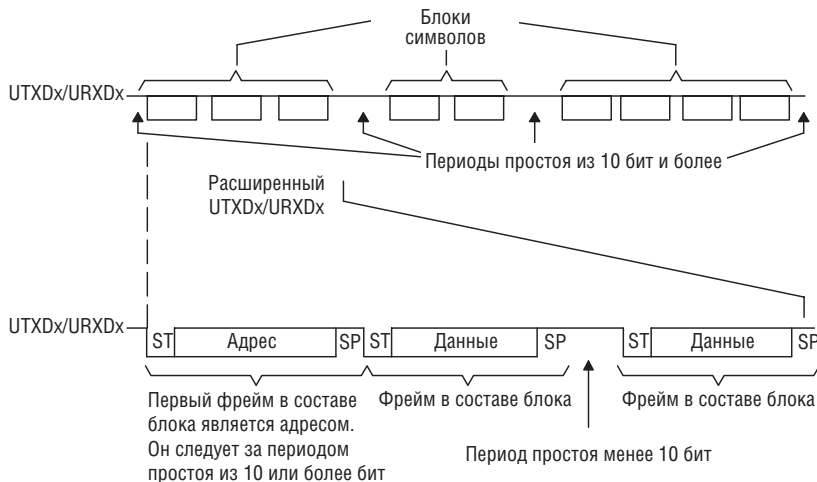 Блоки
символов
UTXDx/URXDx
Периоды простоя из 10 бит и более
Расширенный
UTXDx/URXDx
UTXDx/URXDx
ST Адрес SP ST Данные SP ST Данные SP
Первый фрейм в составе
блока является адресом.
Он следует за периодом
простоя из 10 или более бит
Фрейм в составе блока
Фрейм в составе блока
Период простоя менее 10 бит